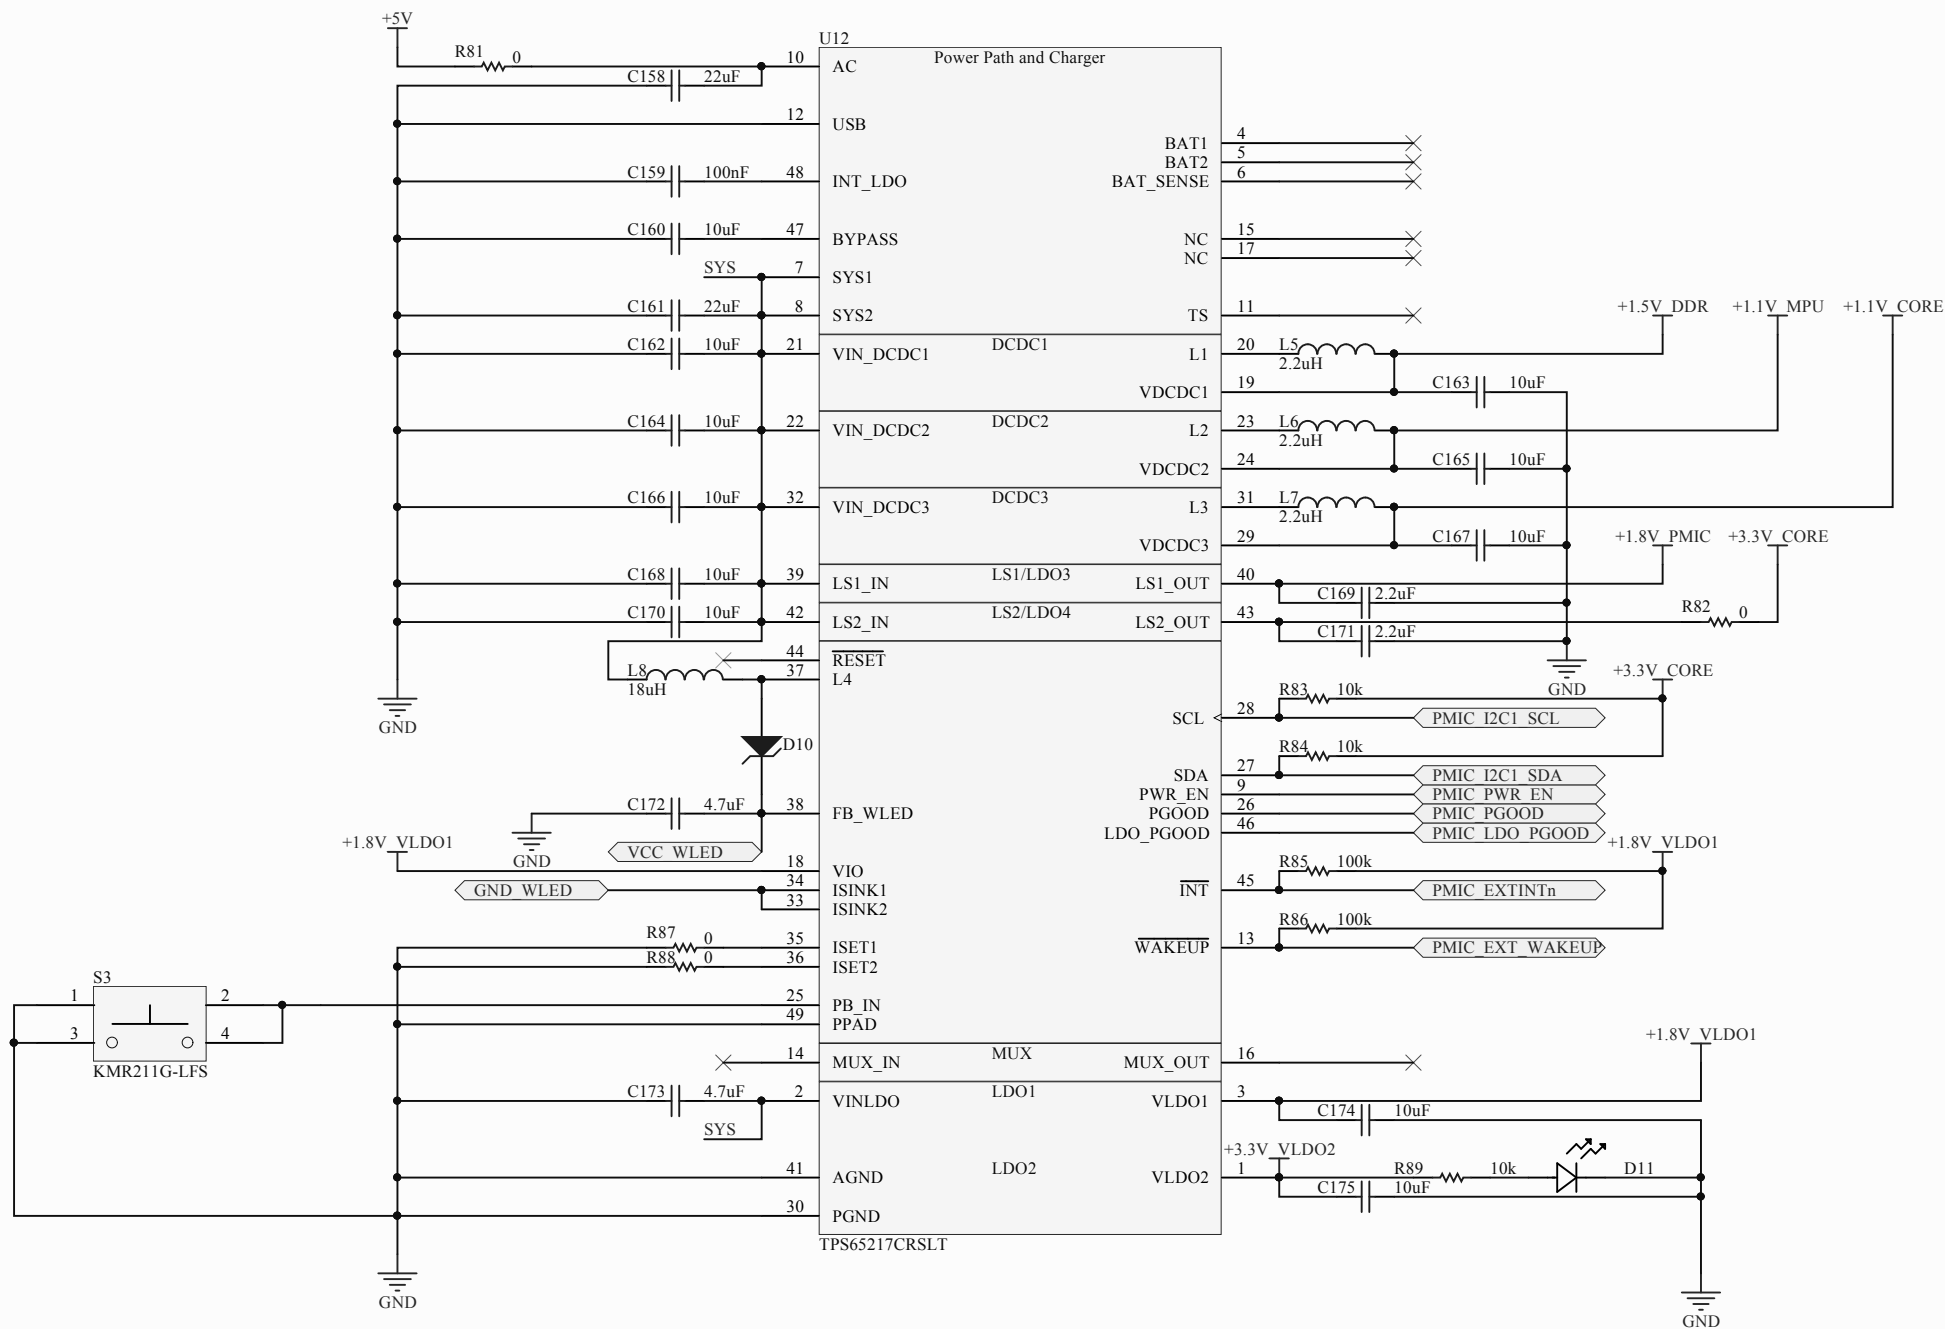 +5V
U12
R81 0 10 AC Power Path and Charger
C158 22uF
12 USB
BAT1 4
BAT2 5
C159 100nF 48 INT_LDO BAT_SENSE 6
C160 10uF 47 BYPASS NC 15
NC 17
SYS 7 SYS1
C161 22uF 8 SYS2 TS 11 +1.5V_DDR +1.1V_MPU +1.1V_CORE
C162 10uF 21 VIN_DCDC1 DCDC1 L1 20 L5
2.2uH
VDCDC1 19 C163 10uF
C164 10uF 22 VIN_DCDC2 DCDC2 L2 23 L6
2.2uH
VDCDC2 24 C165 10uF
C166 10uF 32 VIN_DCDC3 DCDC3 L3 31 L7
2.2uH
VDCDC3 29 C167 10uF +1.8V_PMIC +3.3V_CORE
C168 10uF 39 LS1_IN LS1/LDO3 LS1_OUT 40
C169 2.2uF
C170 10uF 42 LS2_IN LS2/LDO4 LS2_OUT 43 R82 0
C171 2.2uF
44 RESET
L8 37 L4 +3.3V_CORE
18uH GND
R83 10k
GND SCL 28 PMIC_I2C1_SCL
D10 R84 10k
SDA 27 PMIC_I2C1_SDA
PWR_EN 9 PMIC_PWR_EN
C172 4.7uF 38 FB_WLED PGOOD 26 PMIC_PGOOD
LDO_PGOOD 46 PMIC_LDO_PGOOD
+1.8V_VLDO1 +1.8V_VLDO1
GND VCC_WLED
18 VIO R85 100k
GND_WLED 34 ISINK1 INT 45 PMIC_EXTINTn
33 ISINK2
R86 100k
R87 0 35 ISET1 WAKEUP 13 PMIC_EXT_WAKEUP
R88 0 36 ISET2
S3
1 2 25 PB_IN
49 PPAD
3 4
+1.8V_VLDO1
KMR211G-LFS 14 MUX_IN MUX MUX_OUT 16
C173 4.7uF 2 VINLDO LDO1 VLDO1 3
C174 10uF
SYS
+3.3V_VLDO2
41 AGND LDO2 VLDO2 1 R89 10k D11
C175 10uF
30 PGND
TPS65217CRSLT
GND
GND